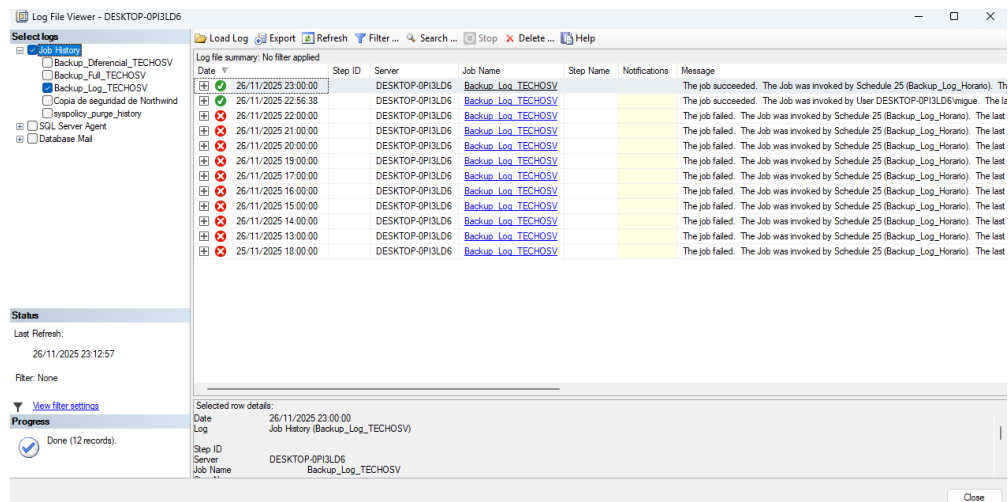 Log File Viewer - DESKTOP-0PI3LD6
Select logs
Job History
Backup_Diferencial_TECHOSV
Backup_Full_TECHOSV
Backup_Log_TECHOSV
Copia de seguridad de Northwind
syspolicy_purge_history
SQL Server Agent
Database Mail
Load Log Export Refresh Filter ... Search ... Stop Delete ... Help
Log file summary: No filter applied
Date Step ID Server Job Name Step Name Notifications Message
26/11/2025 23:00:00 DESKTOP-0PI3LD6 Backup_Log_TECHOSV The job succeeded. The Job was invoked by Schedule 25 (Backup_Log_Horario). Th
26/11/2025 22:56:38 DESKTOP-0PI3LD6 Backup_Log_TECHOSV The job succeeded. The Job was invoked by User DESKTOP-0PI3LD6\migue. The la
26/11/2025 22:00:00 DESKTOP-0PI3LD6 Backup_Log_TECHOSV The job failed. The Job was invoked by Schedule 25 (Backup_Log_Horario). The last
26/11/2025 21:00:00 DESKTOP-0PI3LD6 Backup_Log_TECHOSV The job failed. The Job was invoked by Schedule 25 (Backup_Log_Horario). The last
26/11/2025 20:00:00 DESKTOP-0PI3LD6 Backup_Log_TECHOSV The job failed. The Job was invoked by Schedule 25 (Backup_Log_Horario). The last
26/11/2025 19:00:00 DESKTOP-0PI3LD6 Backup_Log_TECHOSV The job failed. The Job was invoked by Schedule 25 (Backup_Log_Horario). The last
26/11/2025 17:00:00 DESKTOP-0PI3LD6 Backup_Log_TECHOSV The job failed. The Job was invoked by Schedule 25 (Backup_Log_Horario). The last
26/11/2025 16:00:00 DESKTOP-0PI3LD6 Backup_Log_TECHOSV The job failed. The Job was invoked by Schedule 25 (Backup_Log_Horario). The last
26/11/2025 15:00:00 DESKTOP-0PI3LD6 Backup_Log_TECHOSV The job failed. The Job was invoked by Schedule 25 (Backup_Log_Horario). The last
26/11/2025 14:00:00 DESKTOP-0PI3LD6 Backup_Log_TECHOSV The job failed. The Job was invoked by Schedule 25 (Backup_Log_Horario). The last
26/11/2025 13:00:00 DESKTOP-0PI3LD6 Backup_Log_TECHOSV The job failed. The Job was invoked by Schedule 25 (Backup_Log_Horario). The last
25/11/2025 18:00:00 DESKTOP-0PI3LD6 Backup_Log_TECHOSV The job failed. The Job was invoked by Schedule 25 (Backup_Log_Horario). The last
Status
Last Refresh:
26/11/2025 23:12:57
Filter: None
View filter settings
Progress
Done (12 records).
Selected row details:
Date 26/11/2025 23:00:00
Log Job History (Backup_Log_TECHOSV)
Step ID
Server DESKTOP-0PI3LD6
Job Name Backup_Log_TECHOSV
Close